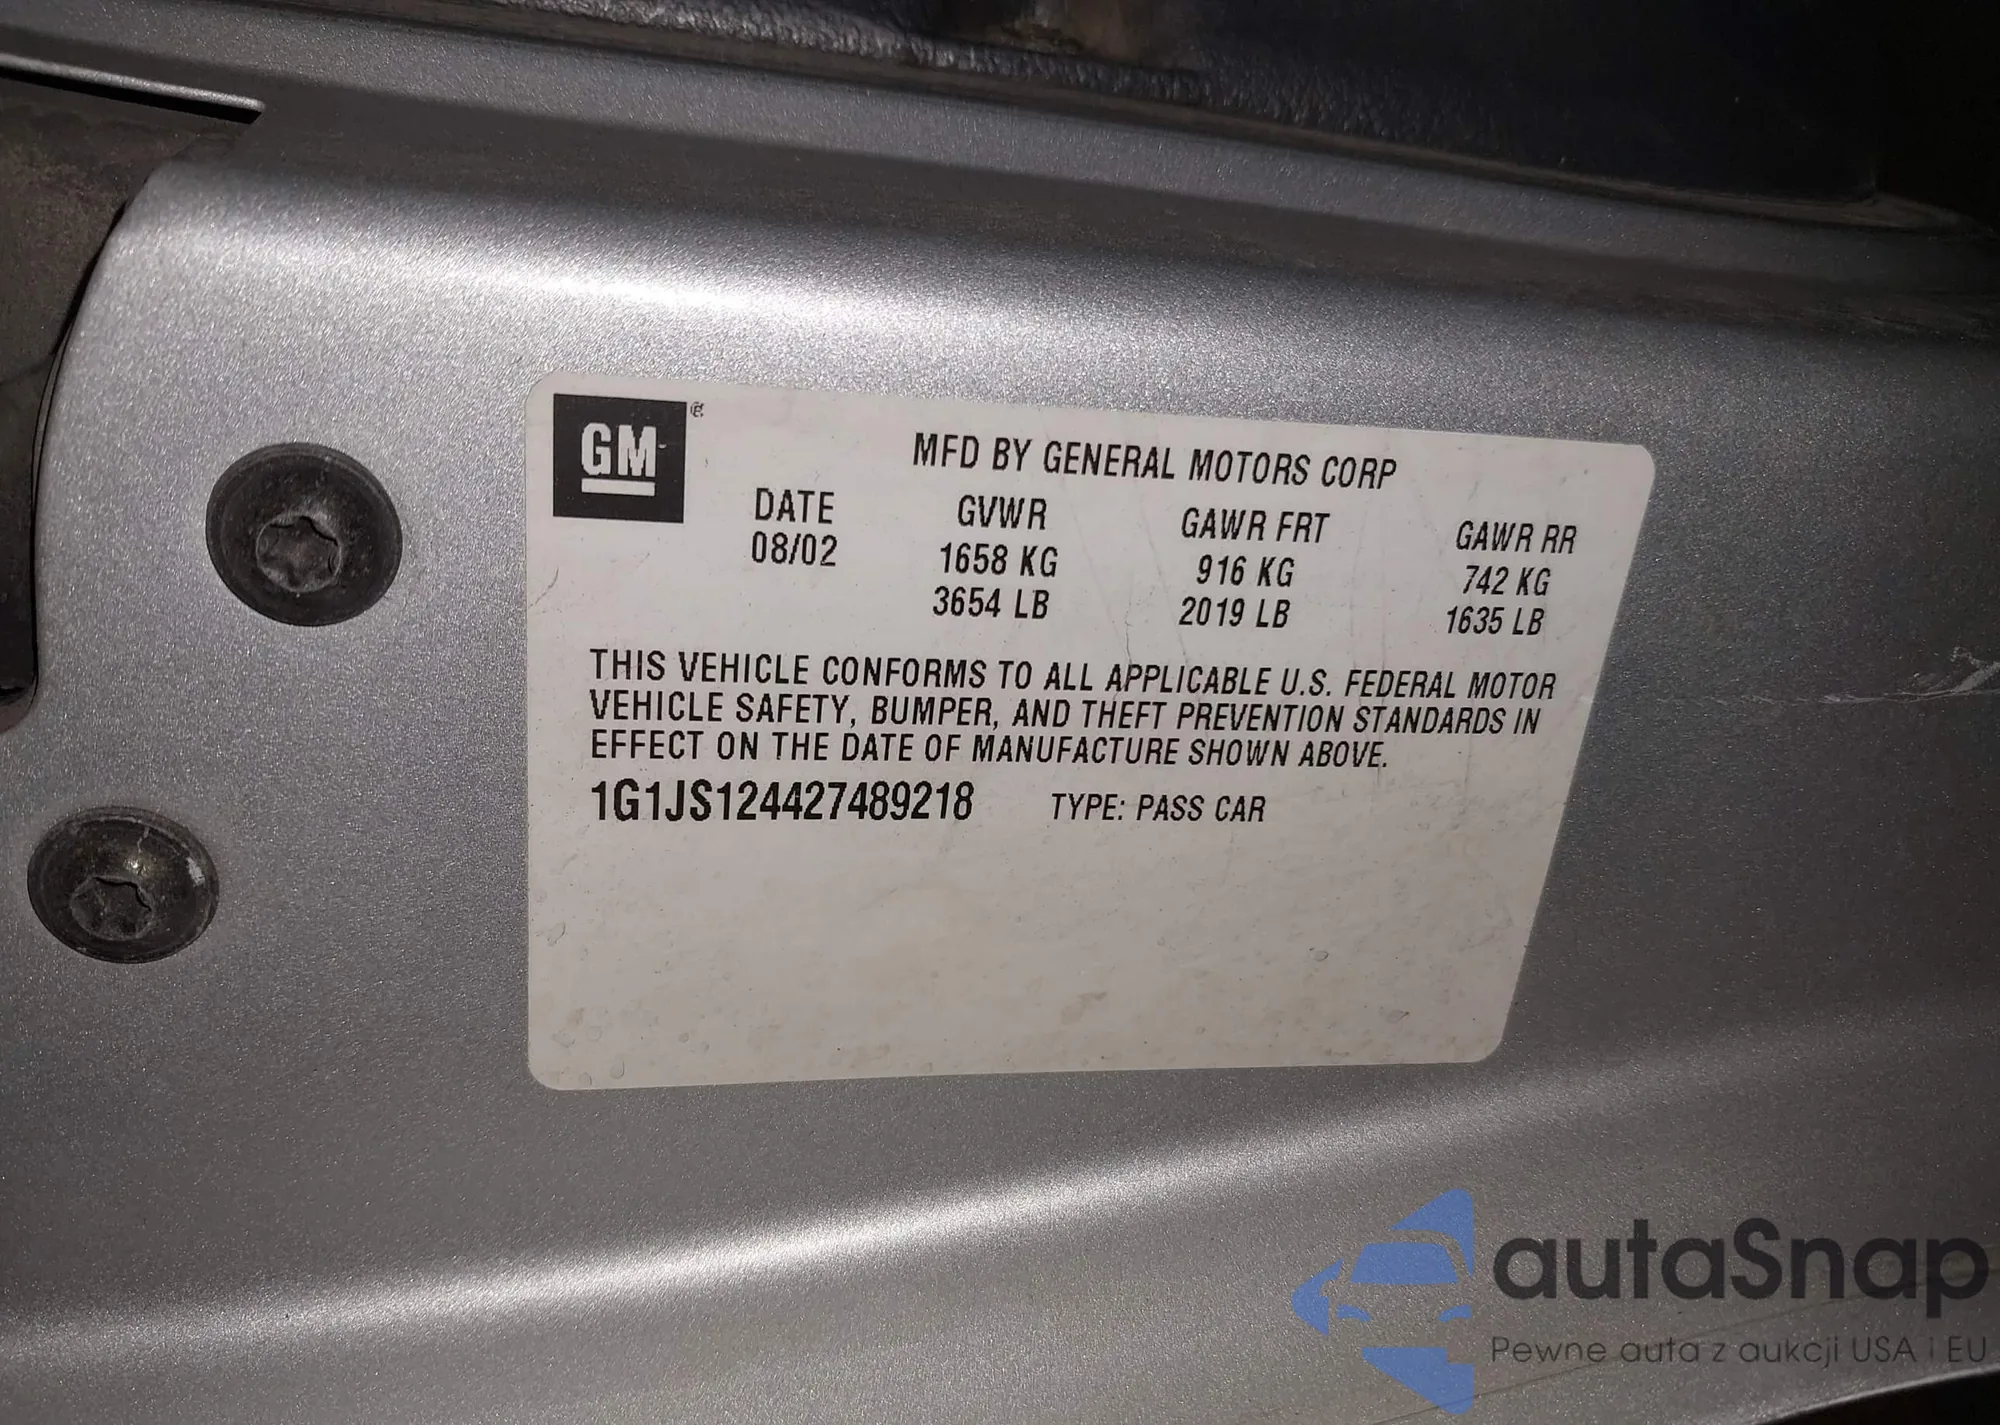 GM
MFD BY GENERAL MOTORS CORP
DATE GVWR GAWR FRT GAWR RR
08/02 1658 KG 916 KG 742 KG
3654 LB 2019 LB 1635 LB
THIS VEHICLE CONFORMS TO ALL APPLICABLE U.S. FEDERAL MOTOR
VEHICLE SAFETY, BUMPER, AND THEFT PREVENTION STANDARDS IN
EFFECT ON THE DATE OF MANUFACTURE SHOWN ABOVE.
1G1JS124427489218 TYPE: PASS CAR
autaSnap
Pewne auta z aukcji USA i EU